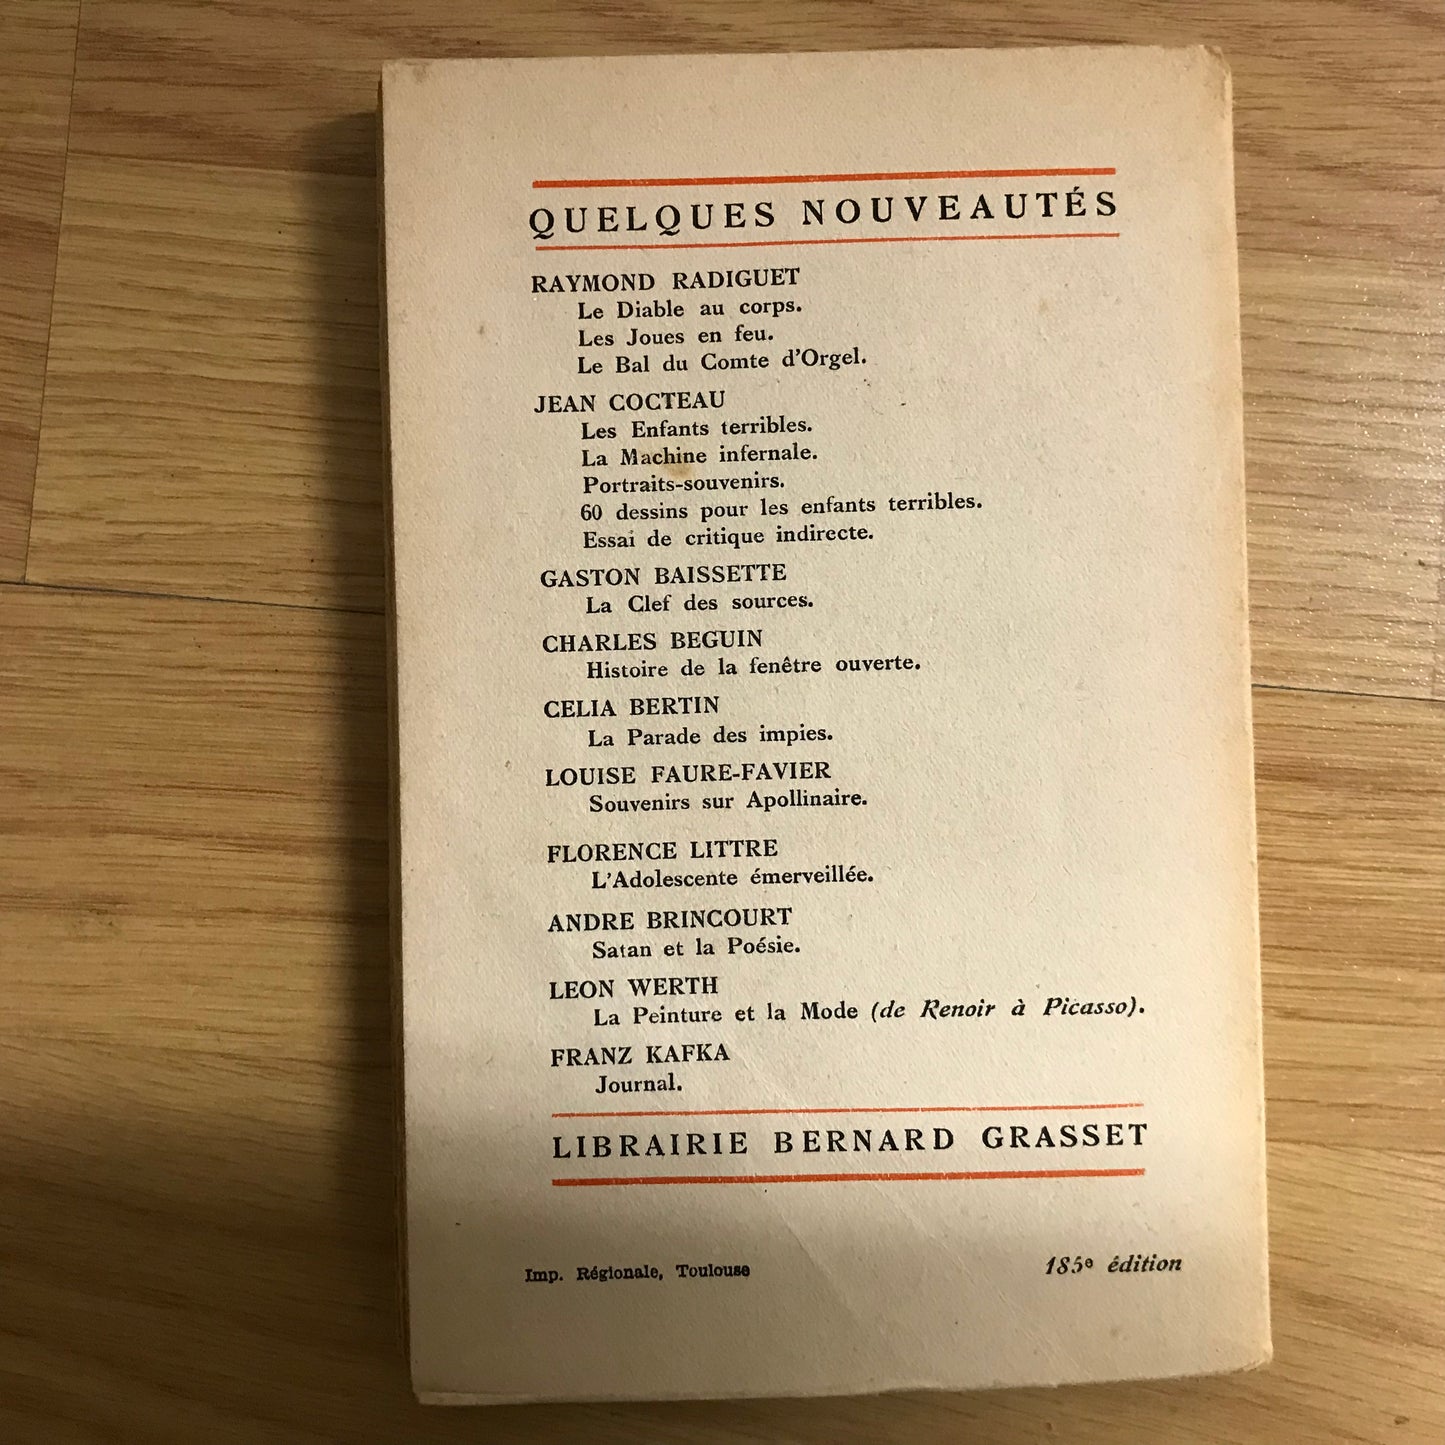 QUELQUES NOUVEAUTÉS
RAYMOND RADIGUET
Le Diable au corps.
Les Joues en feu.
Le Bal du Comte d'Orgel.
JEAN COCTEAU
Les Enfants terribles.
La Machine infernale.
Portraits-souvenirs.
60 dessins pour les enfants terribles.
Essai de critique indirecte.
GASTON BAISSETTE
La Clef des sources.
CHARLES BEGUIN
Histoire de la fenêtre ouverte.
CELIA BERTIN
La Parade des impies.
LOUISE FAURE-FAVIER
Souvenirs sur Apollinaire.
FLORENCE LITTRE
L'Adolescente émerveillée.
ANDRE BRINCOURT
Satan et la Poésie.
LEON WERTH
La Peinture et la Mode (de Renoir à Picasso).
FRANZ KAFKA
Journal.
LIBRAIRIE BERNARD GRASSET
Imp. Régionale, Toulouse
185e édition